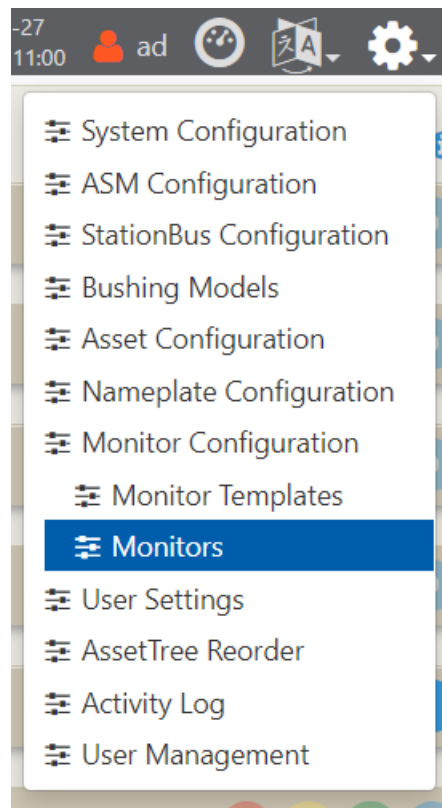 -27
11:00 ad
System Configuration
ASM Configuration
StationBus Configuration
Bushing Models
Asset Configuration
Nameplate Configuration
Monitor Configuration
Monitor Templates
Monitors
User Settings
AssetTree Reorder
Activity Log
User Management